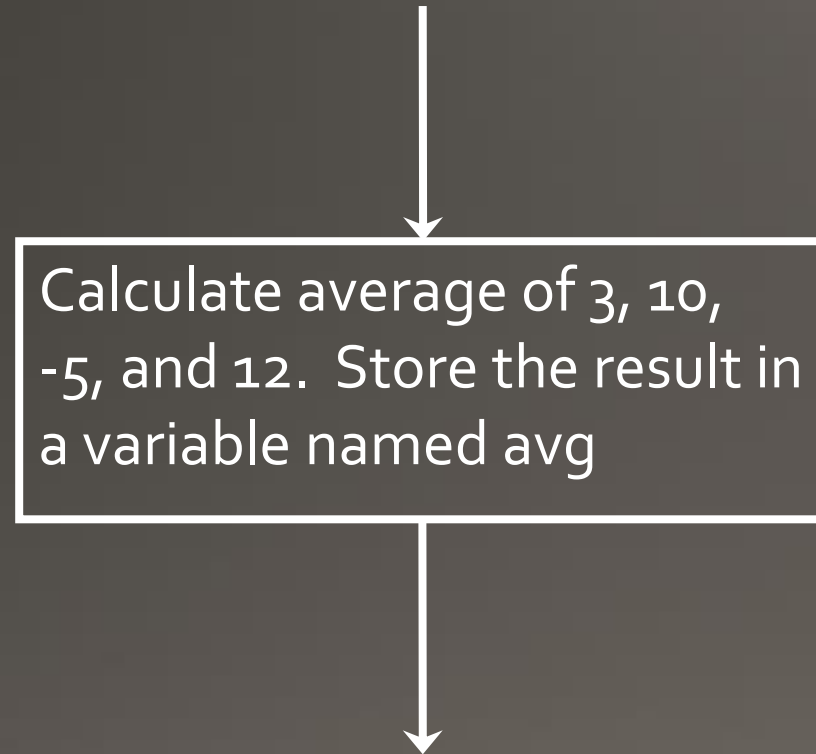 Calculate average of 3, 10,
-5, and 12.  Store the result in
a variable named avg